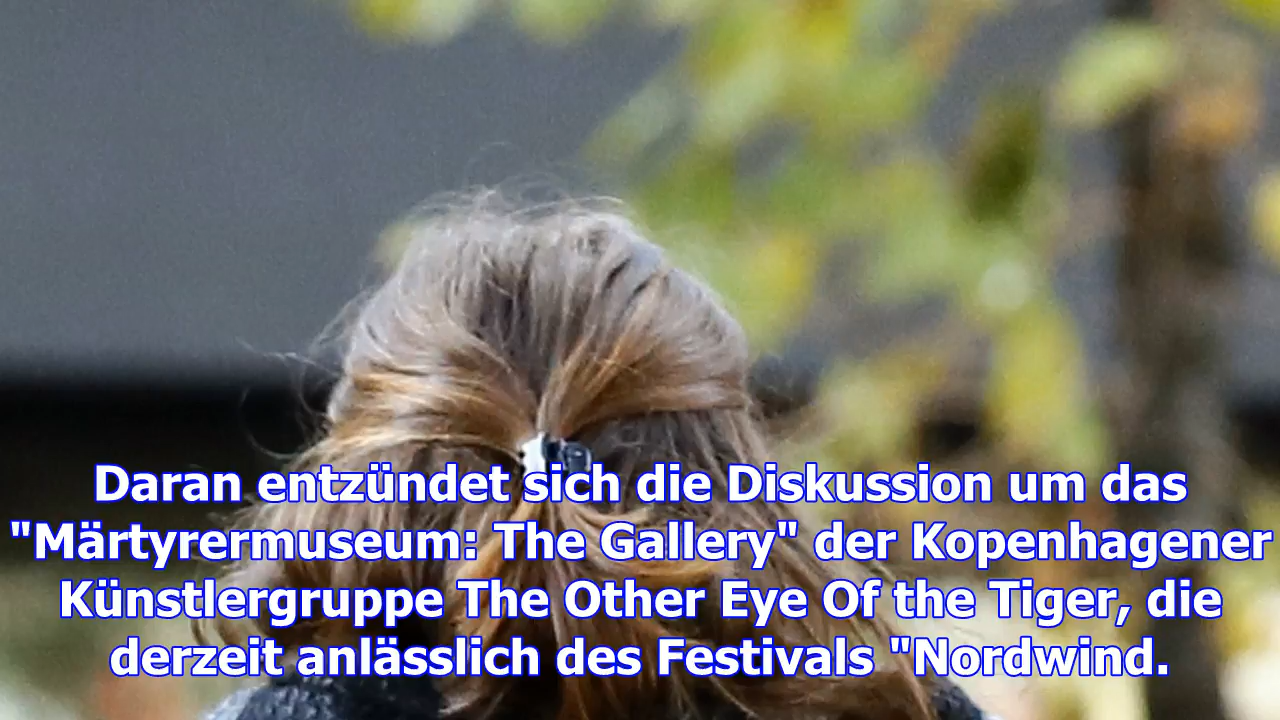 Daran entzündet sich die Diskussion um das
"Märtyrermuseum: The Gallery" der Kopenhagener
Künstlergruppe The Other Eye Of the Tiger, die
derzeit anlässlich des Festivals "Nordwind.